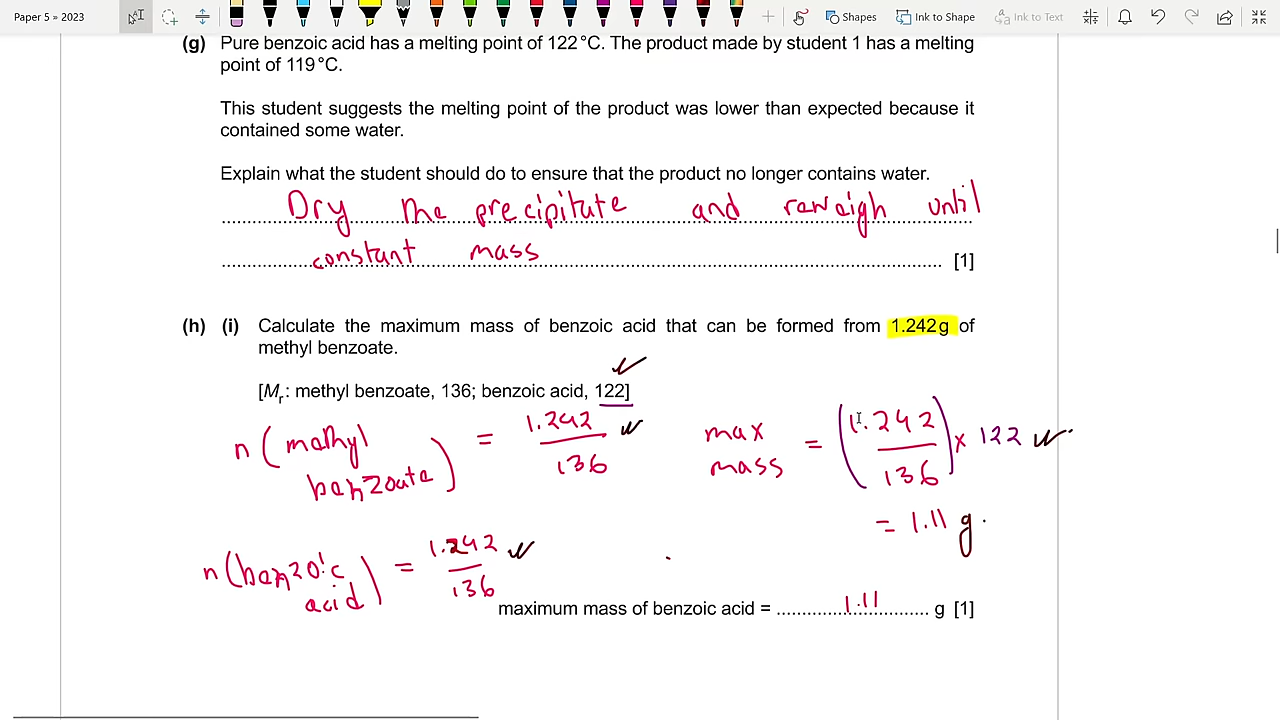 Paper 5 » 2023
Shapes
Ink to Shape
Ink to Text
(g) Pure benzoic acid has a melting point of 122 °C. The product made by student 1 has a melting
point of 119 °C.
This student suggests the melting point of the product was lower than expected because it
contained some water.
Explain what the student should do to ensure that the product no longer contains water.
Dry the precipitate and reweigh until
constant mass
[1]
(h) (i) Calculate the maximum mass of benzoic acid that can be formed from 1.242 g of
methyl benzoate.
[Mr: methyl benzoate, 136; benzoic acid, 122]
n (methyl benzoate) = 1.242 / 136
max mass = (1.242 / 136) × 122
= 1.11 g.
n (benzoic acid) = 1.242 / 136
maximum mass of benzoic acid = 1.11 g [1]